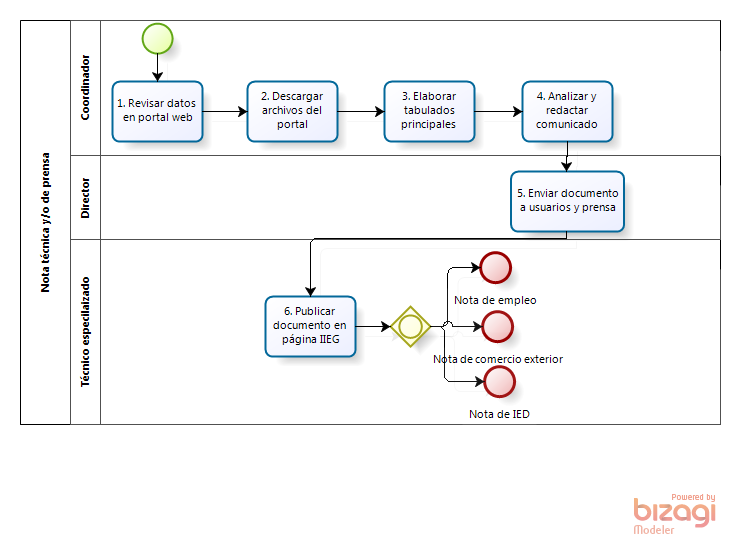 Nota técnica y/o de prensa
Coordinador
1. Revisar datos
en portal web
2. Descargar
archivos del
portal
3. Elaborar
tabulados
principales
4. Analizar y
redactar
comunicado
Director
5. Enviar documento
a usuarios y prensa
Técnico especilaizado
6. Publicar
documento en
página IIEG
Nota de empleo
Nota de comercio exterior
Nota de IED
Powered by
bizagi
Modeler